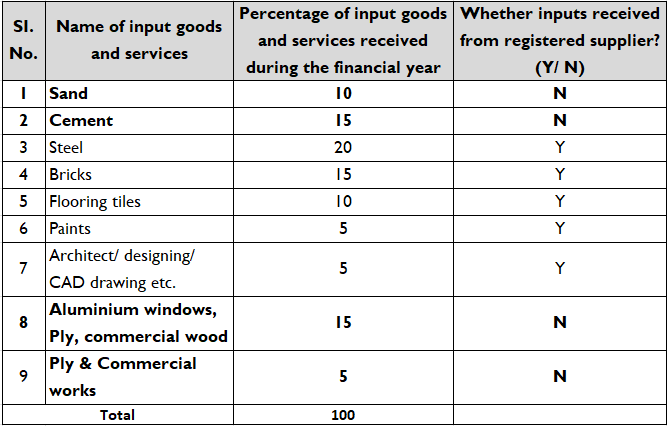 Sl. No. Name of input goods and services Percentage of input goods and services received during the financial year Whether inputs received from registered supplier? (Y/ N)
1 Sand 10 N
2 Cement 15 N
3 Steel 20 Y
4 Bricks 15 Y
5 Flooring tiles 10 Y
6 Paints 5 Y
7 Architect/ designing/ CAD drawing etc. 5 Y
8 Aluminium windows, Ply, commercial wood 15 N
9 Ply & Commercial works 5 N
Total 100